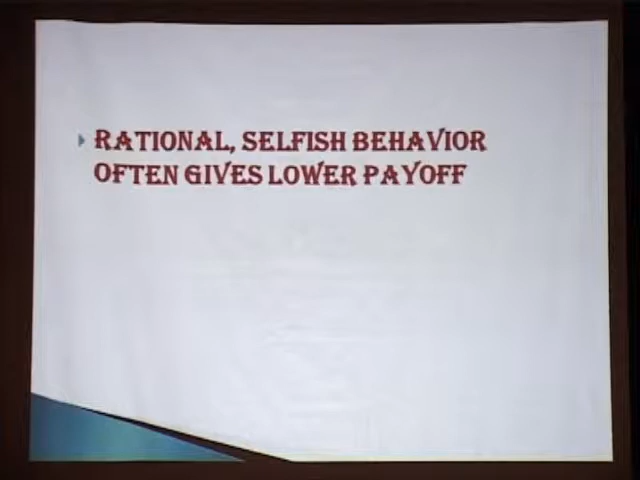 RATIONAL, SELFISH BEHAVIOR
OFTEN GIVES LOWER PAYOFF